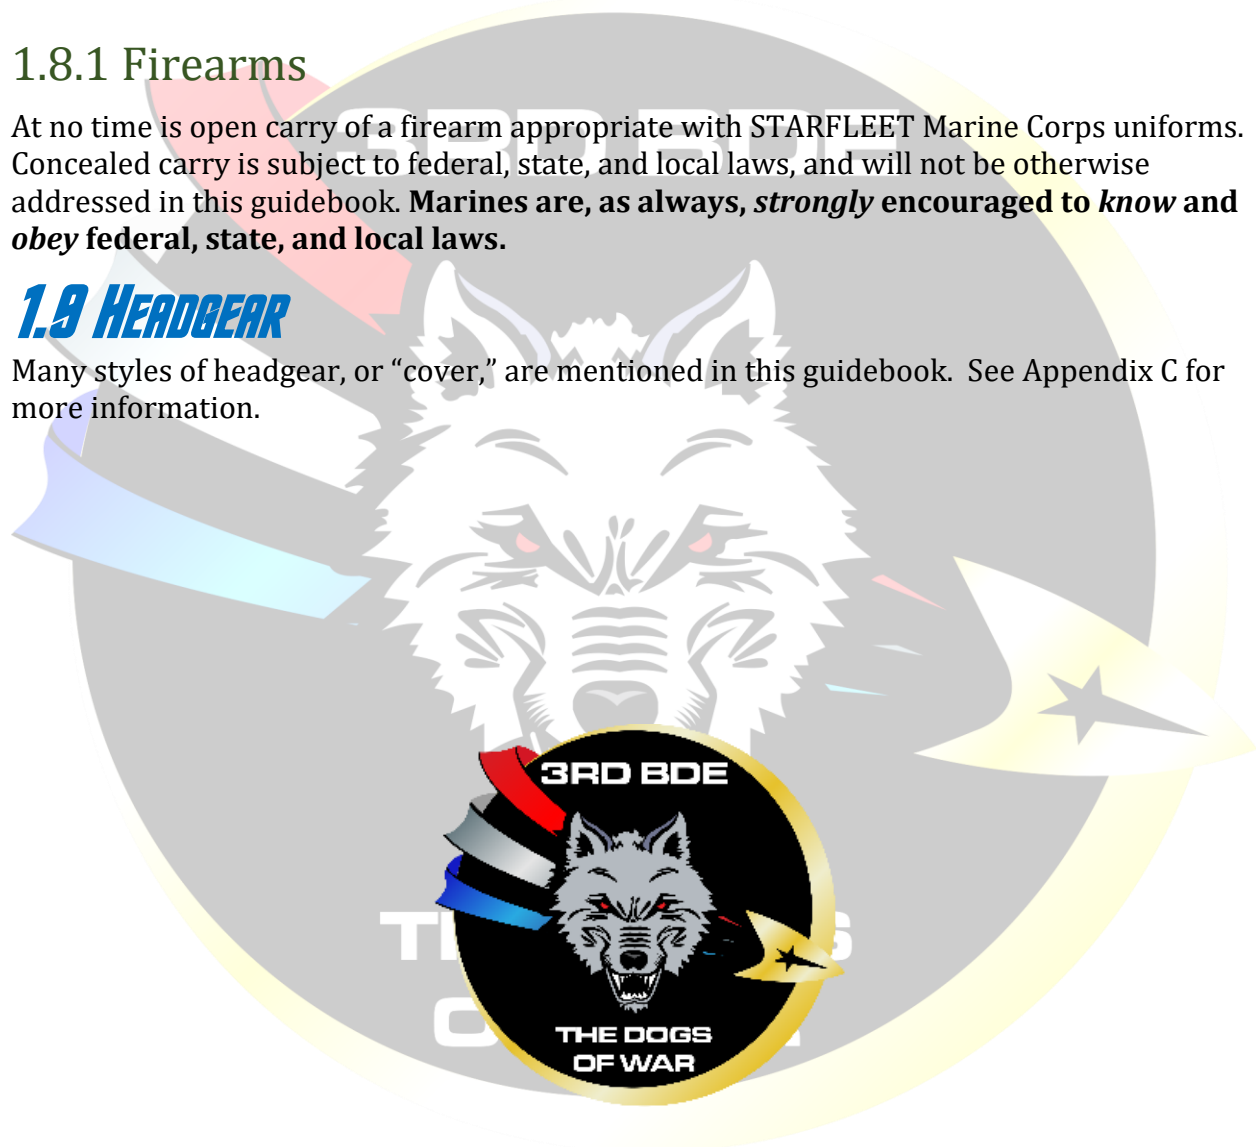 1.8.1 Firearms
At no time is open carry of a firearm appropriate with STARFLEET Marine Corps uniforms.
Concealed carry is subject to federal, state, and local laws, and will not be otherwise
addressed in this guidebook. Marines are, as always, strongly encouraged to know and
obey federal, state, and local laws.
1.9 HEADGEAR
Many styles of headgear, or “cover,” are mentioned in this guidebook.  See Appendix C for
more information.
3RD BDE
3RD BDE
THE DOGS
OF WAR